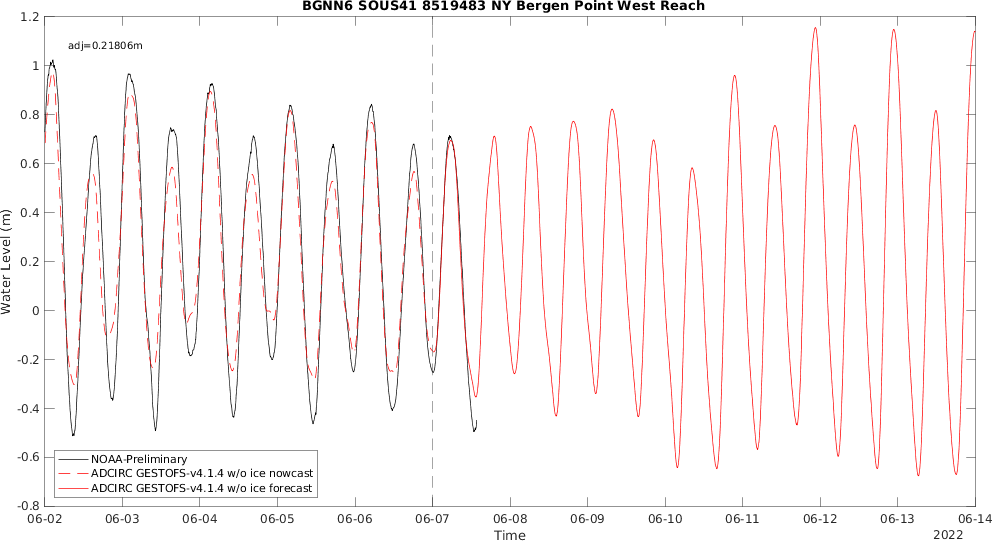 BGNN6 SOUS41 8519483 NY Bergen Point West Reach
adj=0.21806m
1.2
1
0.8
0.6
0.4
0.2
0
-0.2
-0.4
-0.6
-0.8
Water Level (m)
NOAA-Preliminary
ADCIRC GESTOFS-v4.1.4 w/o ice nowcast
ADCIRC GESTOFS-v4.1.4 w/o ice forecast
06-02 06-03 06-04 06-05 06-06 06-07 06-08 06-09 06-10 06-11 06-12 06-13 06-14
Time
2022